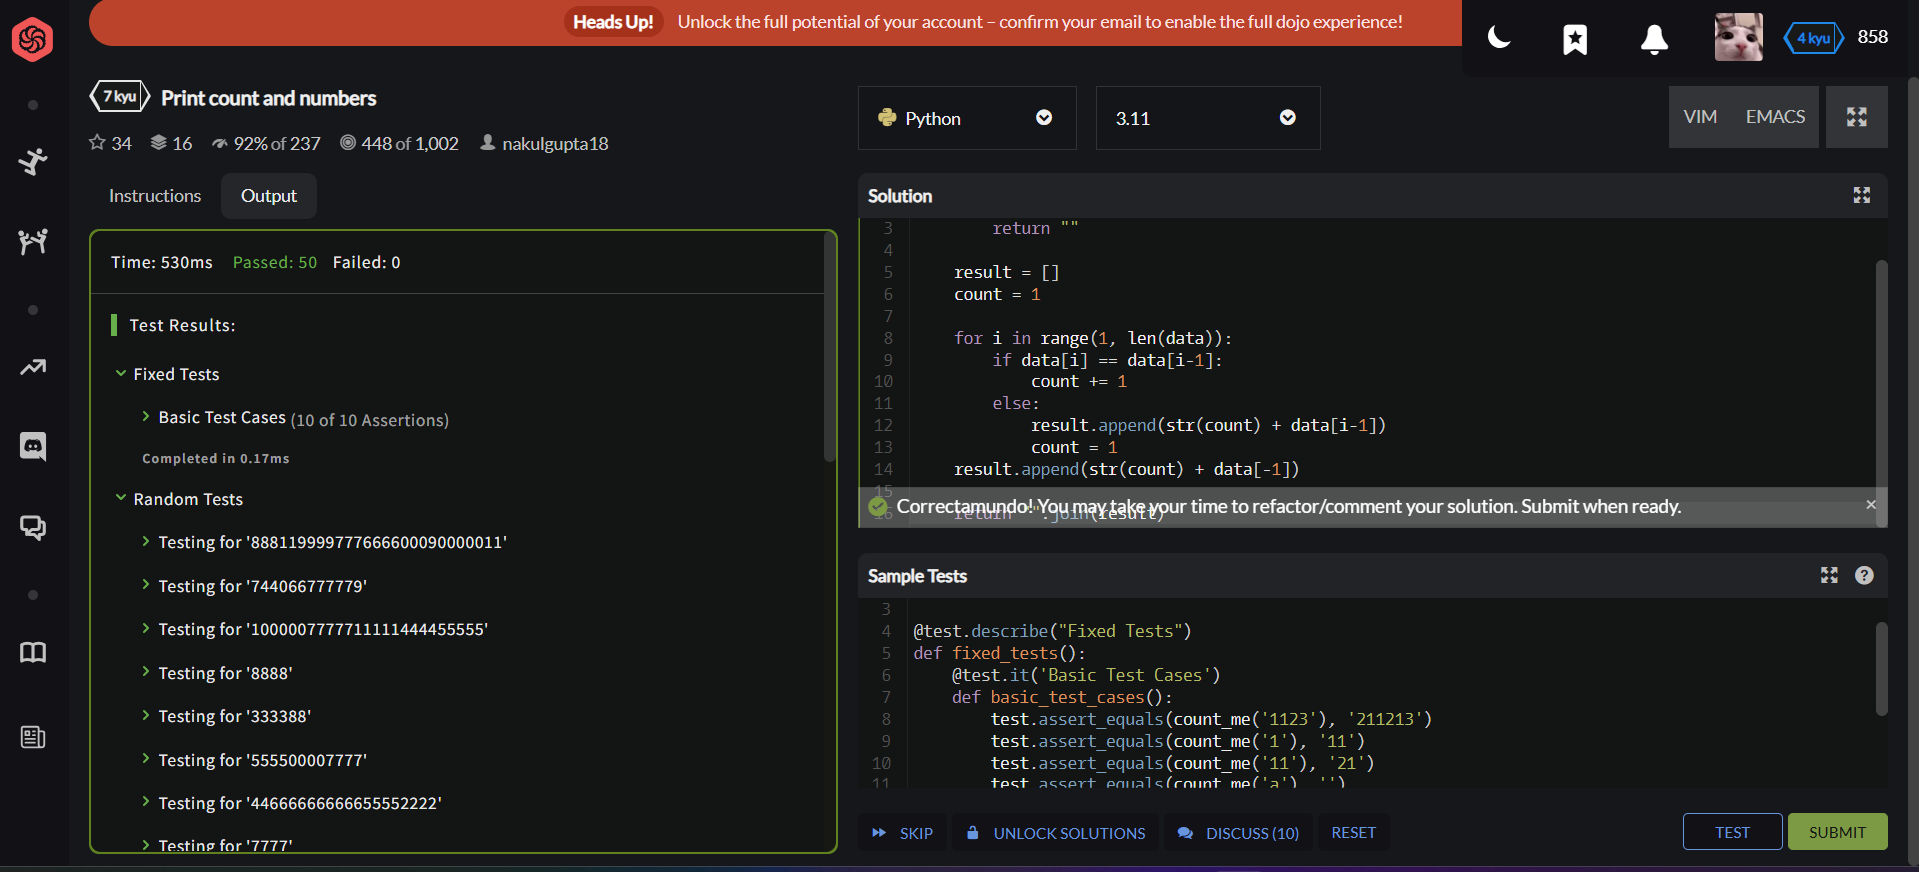 Heads Up! Unlock the full potential of your account – confirm your email to enable the full dojo experience!
4 kyu 858
7 kyu Print count and numbers
34 16 92% of 237 448 of 1,002 nakulgupta18
Python 3.11 VIM EMACS
Instructions Output
Time: 530ms Passed: 50 Failed: 0
Test Results:
Fixed Tests
Basic Test Cases (10 of 10 Assertions)
Completed in 0.17ms
Random Tests
Testing for '8881199997776666000900000​11'
Testing for '744066777779'
Testing for '1000007777711111444455555'
Testing for '8888'
Testing for '333388'
Testing for '555500007777'
Testing for '44666666666655552222'
Testing for '7777'
Solution
3 return ""
4
5 result = []
6 count = 1
7
8 for i in range(1, len(data)):
9 if data[i] == data[i-1]:
10 count += 1
11 else:
12 result.append(str(count) + data[i-1])
13 count = 1
14 result.append(str(count) + data[-1])
15
Correctamundo! You may take your time to refactor/comment your solution. Submit when ready.
16 return "".join(result)
Sample Tests
3
4 @test.describe("Fixed Tests")
5 def fixed_tests():
6 @test.it('Basic Test Cases')
7 def basic_test_cases():
8 test.assert_equals(count_me('1123'), '211213')
9 test.assert_equals(count_me('1'), '11')
10 test.assert_equals(count_me('11'), '21')
11 test.assert_equals(count_me('a'), '')
SKIP UNLOCK SOLUTIONS DISCUSS (10) RESET TEST SUBMIT